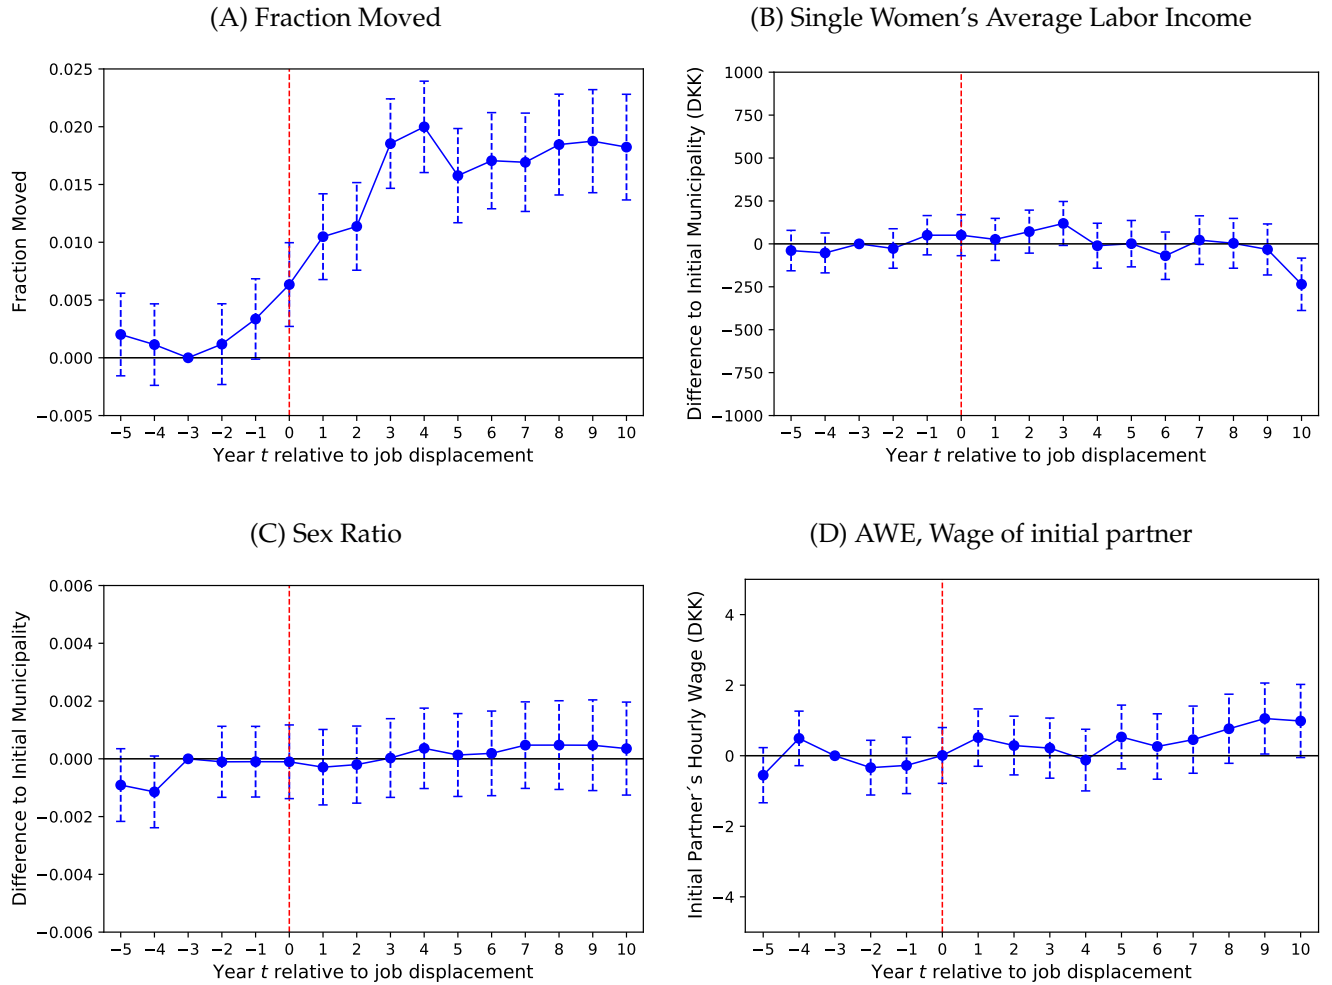 (A) Fraction Moved
Fraction Moved
0.025
0.020
0.015
0.010
0.005
0.000
−0.005
−5 −4 −3 −2 −1 0 1 2 3 4 5 6 7 8 9 10
Year t relative to job displacement
(B) Single Women’s Average Labor Income
Difference to Initial Municipality (DKK)
1000
750
500
250
0
−250
−500
−750
−1000
−5 −4 −3 −2 −1 0 1 2 3 4 5 6 7 8 9 10
Year t relative to job displacement
(C) Sex Ratio
Difference to Initial Municipality
0.006
0.004
0.002
0.000
−0.002
−0.004
−0.006
−5 −4 −3 −2 −1 0 1 2 3 4 5 6 7 8 9 10
Year t relative to job displacement
(D) AWE, Wage of initial partner
Initial Partner´s Hourly Wage (DKK)
4
2
0
−2
−4
−5 −4 −3 −2 −1 0 1 2 3 4 5 6 7 8 9 10
Year t relative to job displacement